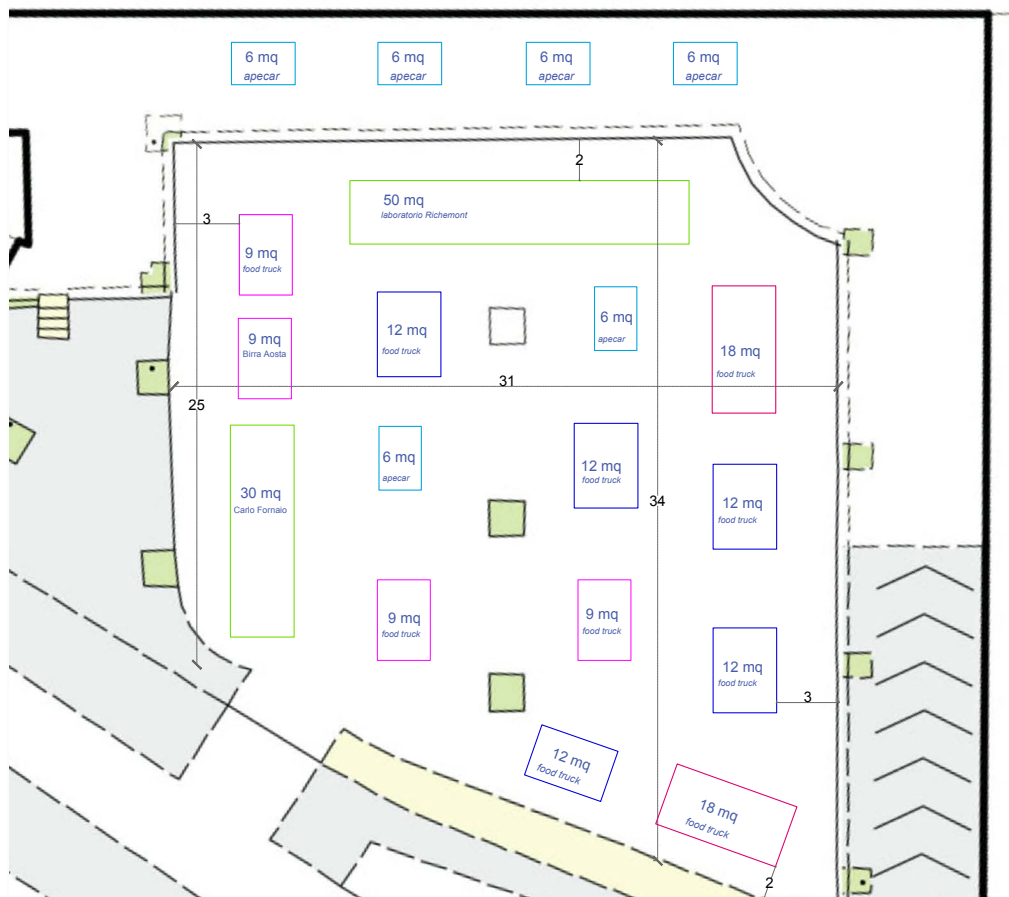 6 mq
apecar
6 mq
apecar
6 mq
apecar
6 mq
apecar
2
50 mq
laboratorio Richemont
3
9 mq
food truck
12 mq
food truck
6 mq
apecar
9 mq
Birra Aosta
18 mq
food truck
31
25
6 mq
apecar
12 mq
food truck
30 mq
Carlo Fornaio
34
12 mq
food truck
9 mq
food truck
9 mq
food truck
12 mq
food truck
3
12 mq
food truck
18 mq
food truck
2